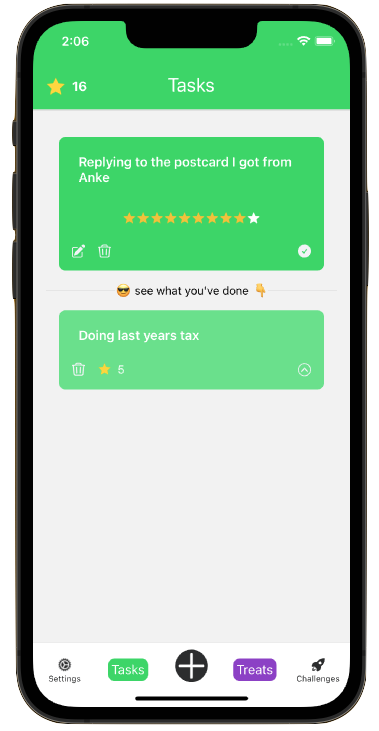 2:06
16
Tasks
Replying to the postcard I got from
Anke
see what you've done
Doing last years tax
5
Settings
Tasks
Treats
Challenges